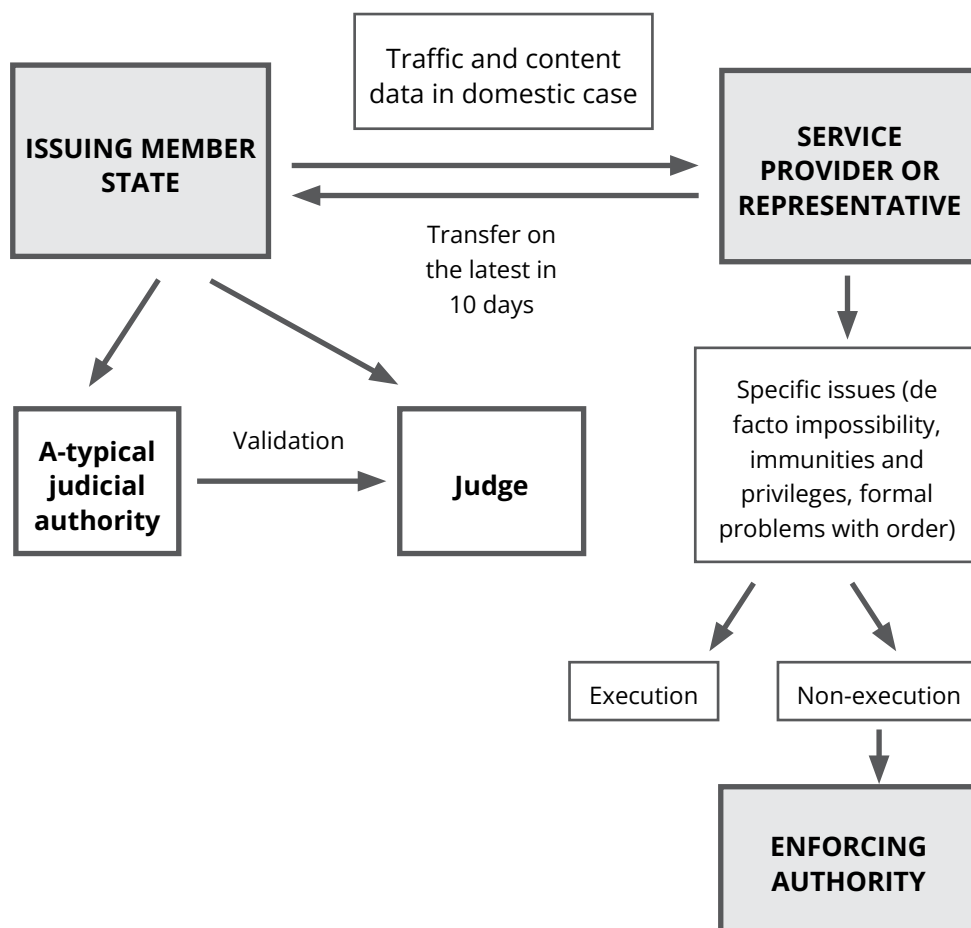 Traffic and content
data in domestic case
ISSUING MEMBER
STATE
SERVICE
PROVIDER OR
REPRESENTATIVE
Transfer on
the latest in
10 days
A-typical
judicial
authority
Validation
Judge
Specific issues (de
facto impossibility,
immunities and
privileges, formal
problems with order)
Execution
Non-execution
ENFORCING
AUTHORITY